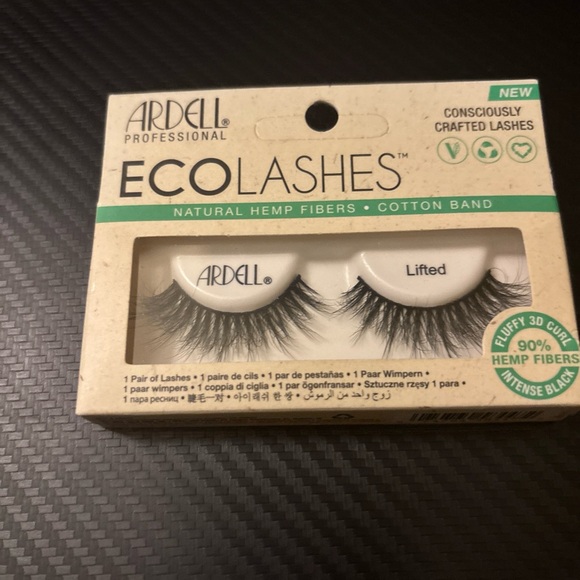 ARDELL®
PROFESSIONAL
NEW
CONSCIOUSLY
CRAFTED LASHES
ECOLASHES™
NATURAL HEMP FIBERS • COTTON BAND
ARDELL®
Lifted
FLUFFY 3D CURL
90%
HEMP FIBERS
INTENSE BLACK
1 Pair of Lashes • 1 paire de cils • 1 par de pestañas • 1 Paar Wimpern •
1 paar wimpers • 1 coppia di ciglia • 1 par ögonfransar • Sztuczne rzęsy 1 para •
1 пара ресниц • 睫毛一对 • 아이래쉬 한 쌍 • زوج واحد من الرموش